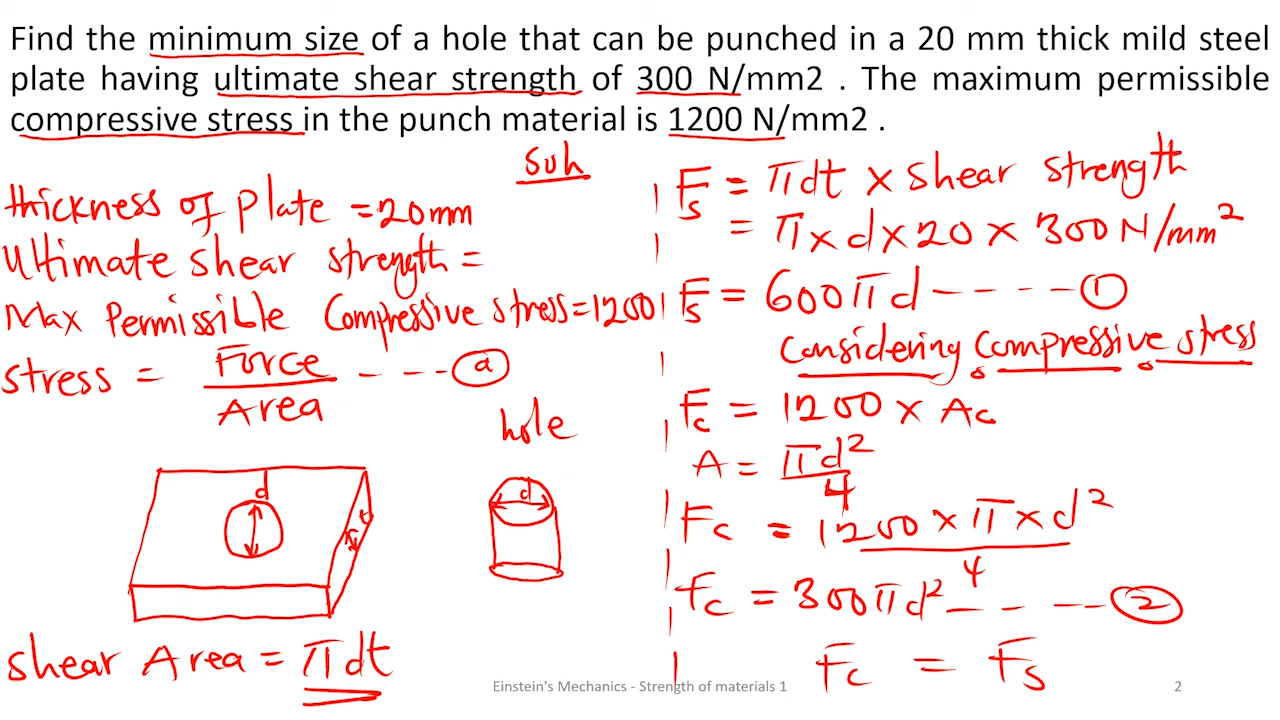 Find the minimum size of a hole that can be punched in a 20 mm thick mild steel
plate having ultimate shear strength of 300 N/mm2 . The maximum permissible
compressive stress in the punch material is 1200 N/mm2 .
Soln
thickness of plate = 20mm
Ultimate shear strength =
Max Permissible Compressive stress = 1200
stress = Force / Area - - - - (a)
hole
d
t
d
shear Area = πdt
Fs = πdt × shear strength
= π × d × 20 × 300 N/mm²
Fs = 600πd - - - - (1)
Considering compressive stress
Fc = 1200 × Ac
A = πd² / 4
Fc = 1200 × π × d² / 4
Fc = 300πd² - - - - (2)
Fc = Fs
Einstein's Mechanics - Strength of materials 1
2